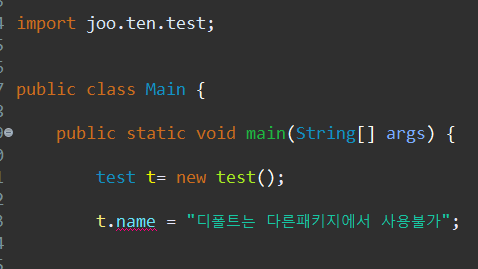 import joo.ten.test;
public class Main {
public static void main(String[] args) {
test t= new test();
t.name = "디폴트는 다른패키지에서 사용불가";